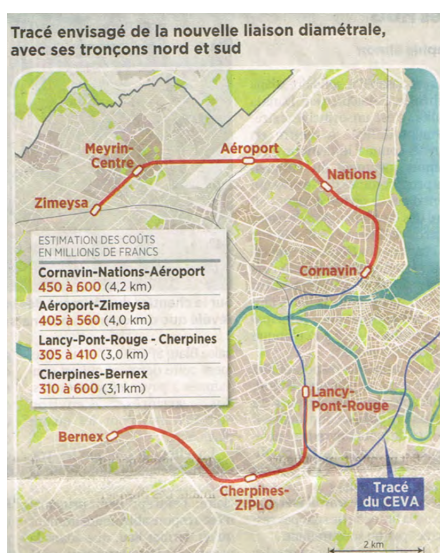 Tracé envisagé de la nouvelle liaison diamétrale,
avec ses tronçons nord et sud
Meyrin-
Centre
Aéroport
Nations
Zimeysa
ESTIMATION DES COÛTS
EN MILLIONS DE FRANCS
Cornavin-Nations-Aéroport
450 à 600 (4,2 km)
Aéroport-Zimeysa
405 à 560 (4,0 km)
Lancy-Pont-Rouge - Cherpines
305 à 410 (3,0 km)
Cherpines-Bernex
310 à 600 (3,1 km)
Cornavin
Lancy-
Pont-Rouge
Bernex
Cherpines-
ZIPLO
Tracé
du CEVA
2 km